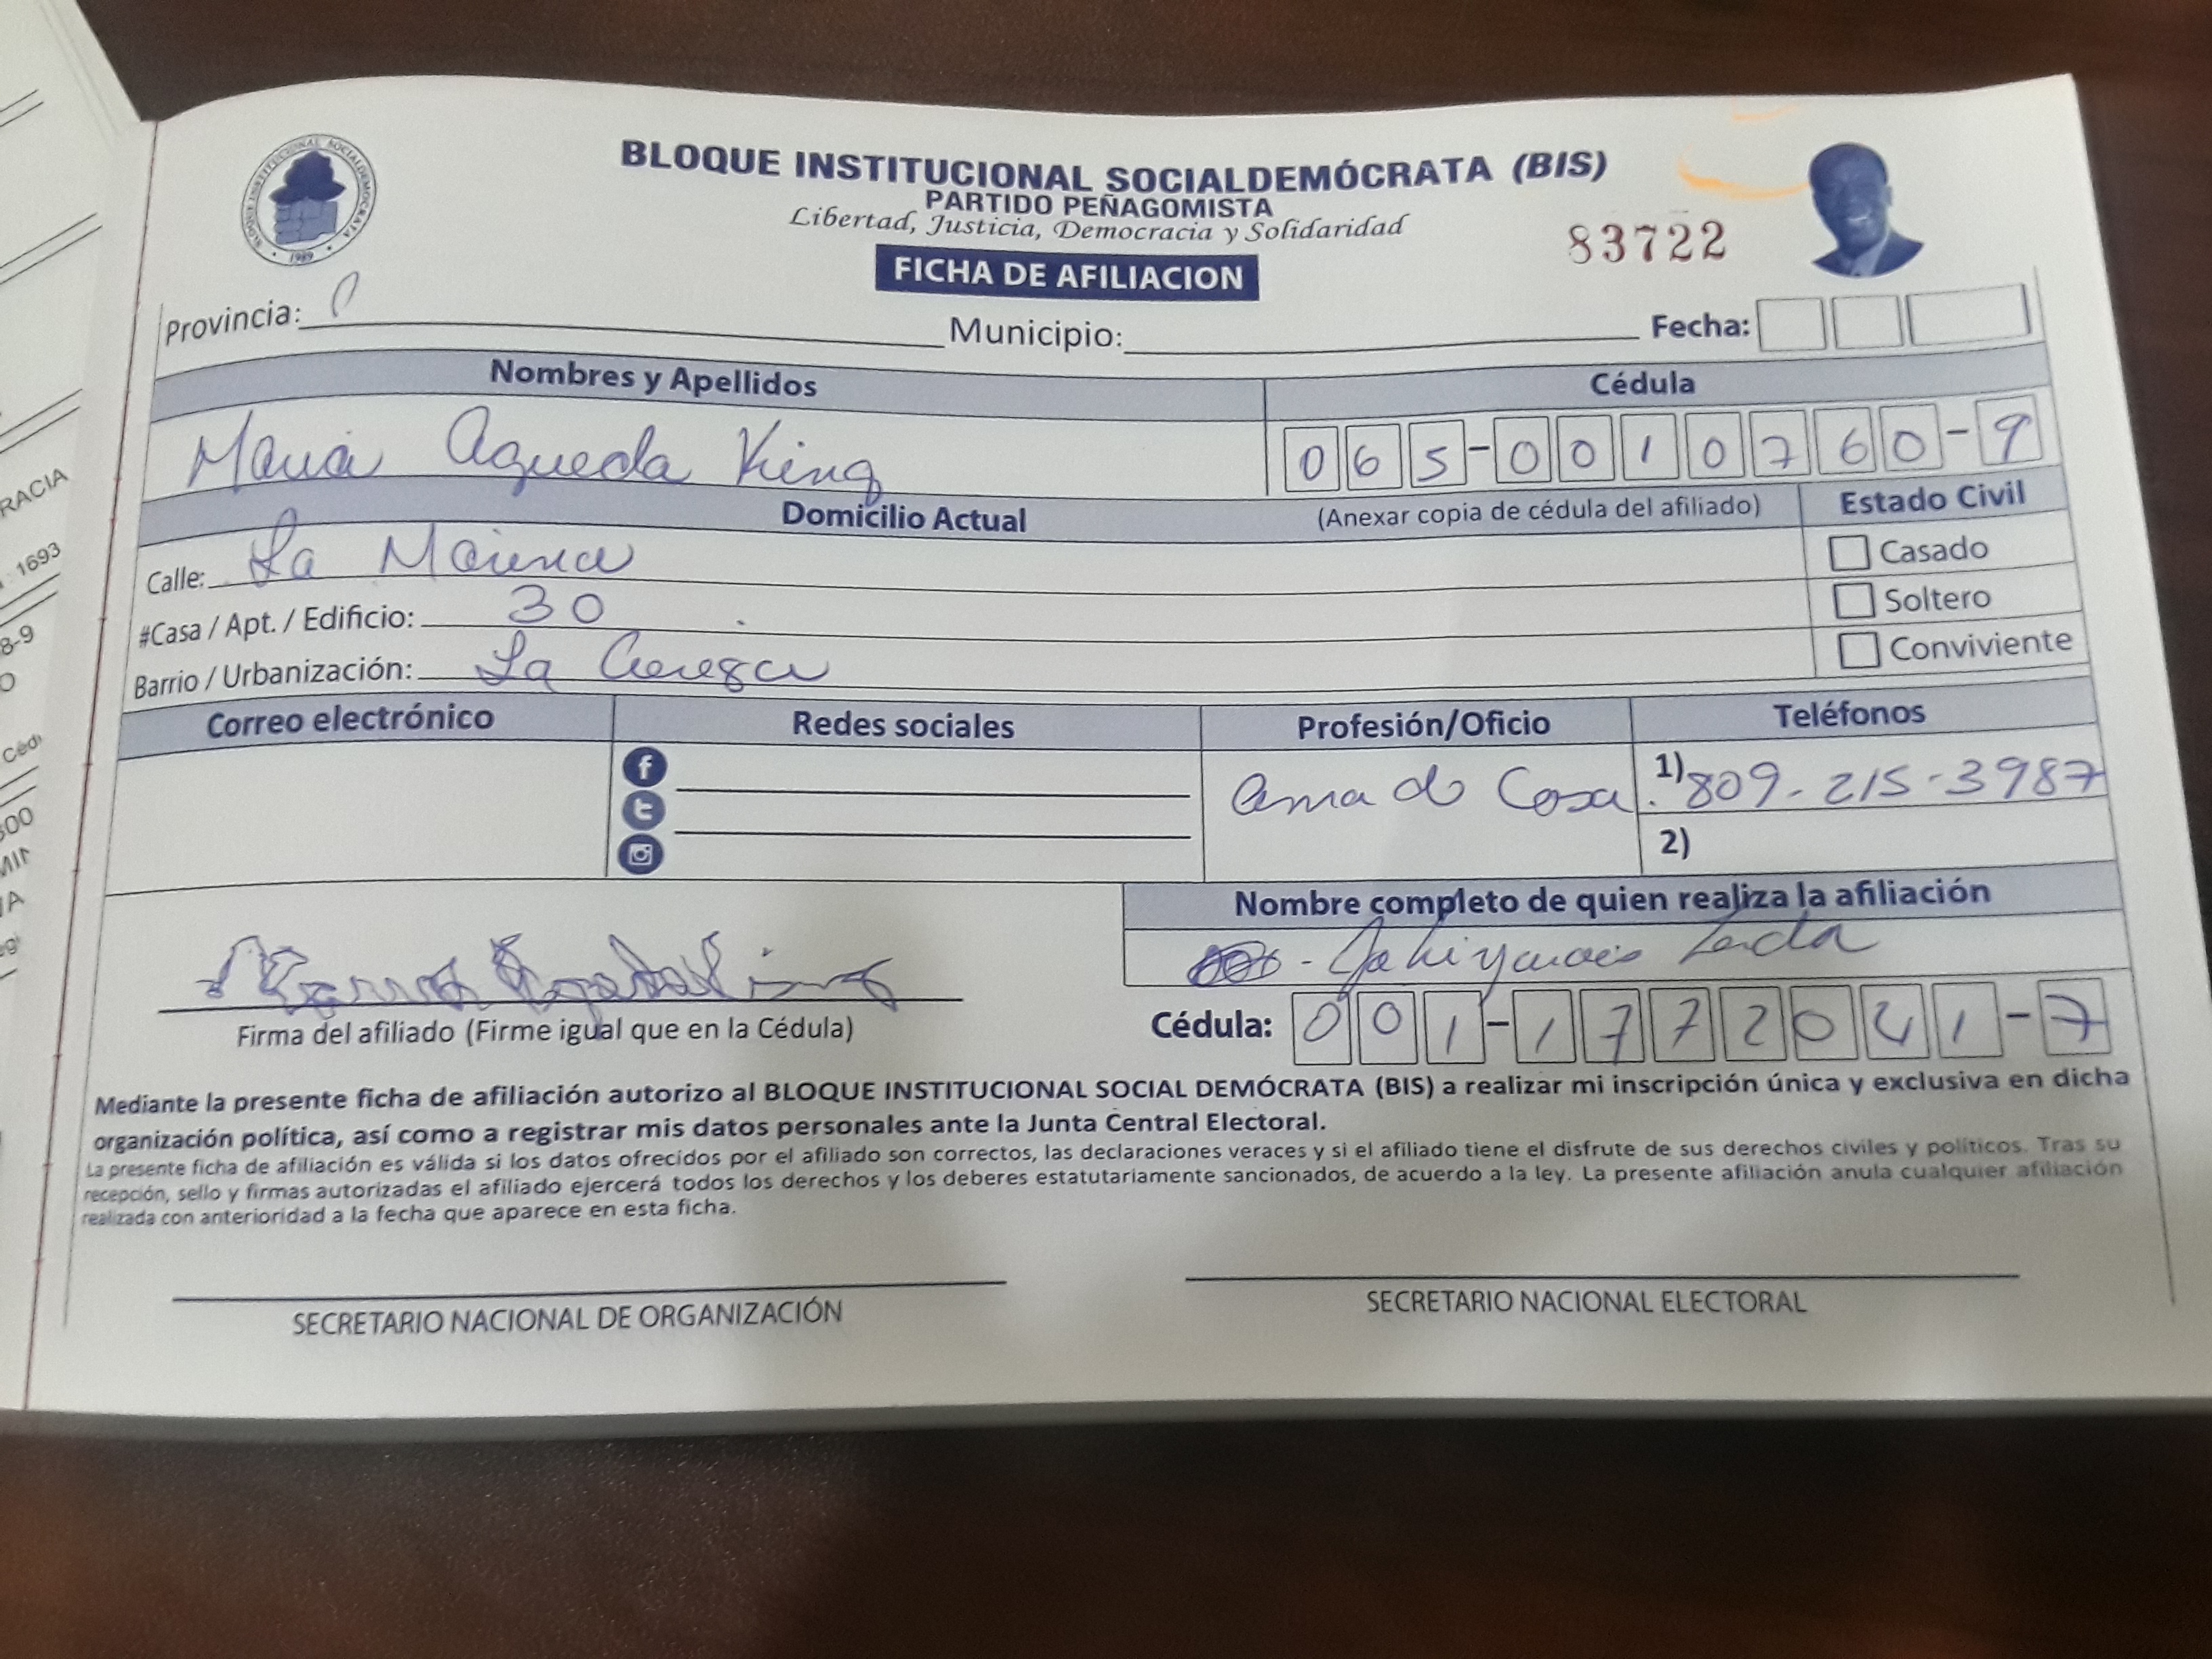 BLOQUE INSTITUCIONAL SOCIALDEMÓCRATA
1989
BLOQUE INSTITUCIONAL SOCIALDEMÓCRATA (BIS)
PARTIDO PEÑAGOMISTA
Libertad, Justicia, Democracia y Solidaridad
83722
FICHA DE AFILIACION
Provincia: Municipio: Fecha:
Nombres y Apellidos Cédula
Maria Agueda King 065-0010760-9
Domicilio Actual (Anexar copia de cédula del afiliado) Estado Civil
Calle: La Marina Casado
#Casa / Apt. / Edificio: 30 Soltero
Barrio / Urbanización: La Conviviente
Correo electrónico Redes sociales Profesión/Oficio Teléfonos
ama de Casa. 1) 809-215-3987
2)
Nombre completo de quien realiza la afiliación
Firma del afiliado (Firme igual que en la Cédula) Cédula: 001-1772041-7
Mediante la presente ficha de afiliación autorizo al BLOQUE INSTITUCIONAL SOCIAL DEMÓCRATA (BIS) a realizar mi inscripción única y exclusiva en dicha
organización política, así como a registrar mis datos personales ante la Junta Central Electoral.
La presente ficha de afiliación es válida si los datos ofrecidos por el afiliado son correctos, las declaraciones veraces y si el afiliado tiene el disfrute de sus derechos civiles y políticos. Tras su
recepción, sello y firmas autorizadas el afiliado ejercerá todos los derechos y los deberes estatutariamente sancionados, de acuerdo a la ley. La presente afiliación anula cualquier afiliación
realizada con anterioridad a la fecha que aparece en esta ficha.
SECRETARIO NACIONAL DE ORGANIZACIÓN SECRETARIO NACIONAL ELECTORAL
RACIA
1693
8-9